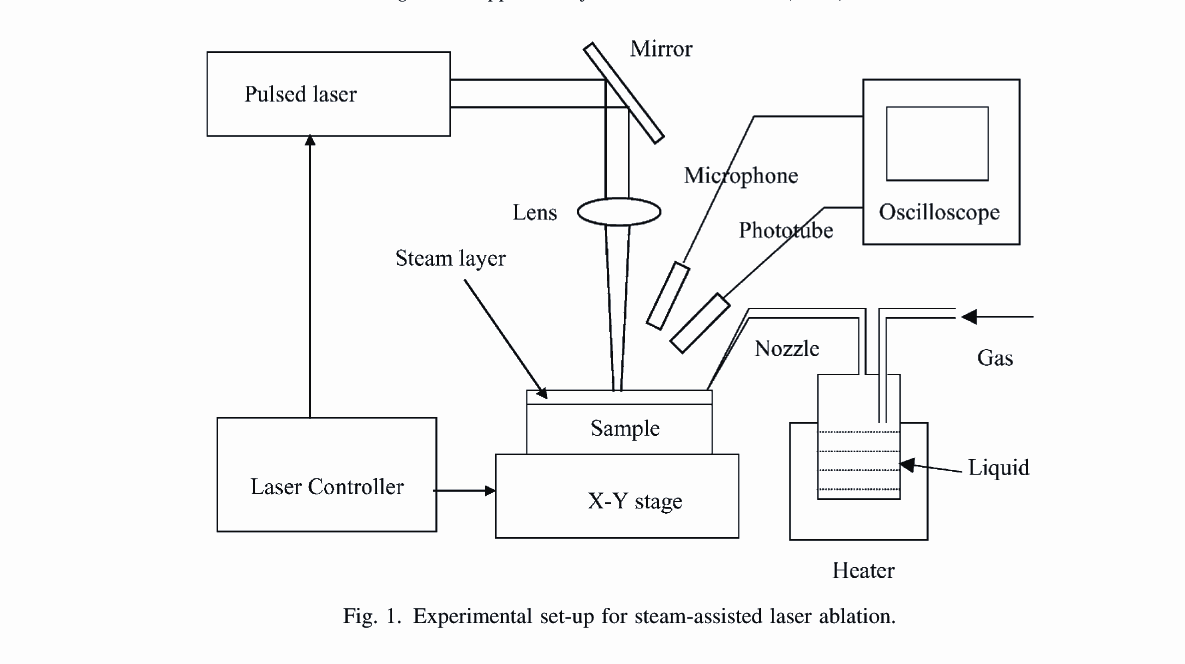 Mirror
Pulsed laser
Microphone
Lens
Oscilloscope
Phototube
Steam layer
Nozzle
Gas
Sample
Liquid
Laser Controller
X-Y stage
Heater
Fig. 1. Experimental set-up for steam-assisted laser ablation.